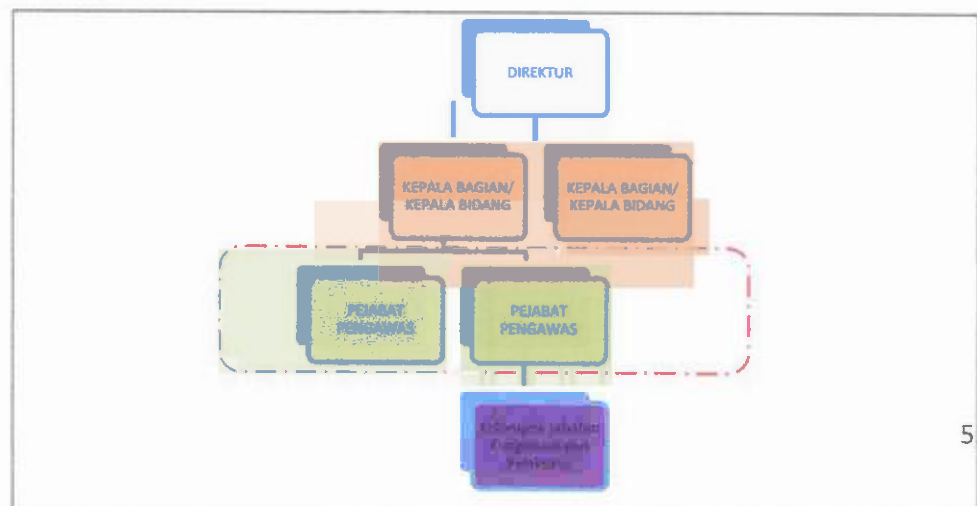 DIREKTUR
KEPALA BAGIAN/
KEPALA BIDANG
KEPALA BAGIAN/
KEPALA BIDANG
PEJABAT
PENGAWAS
PEJABAT
PENGAWAS
5